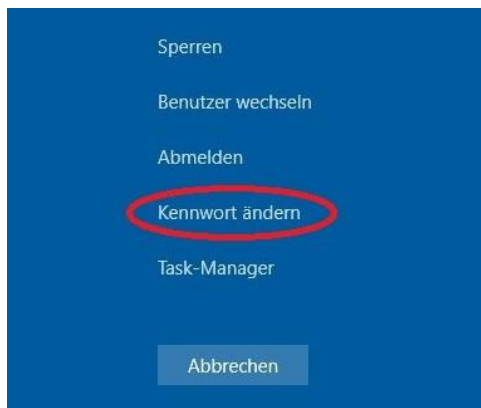 Sperren
Benutzer wechseln
Abmelden
Kennwort ändern
Task-Manager
Abbrechen